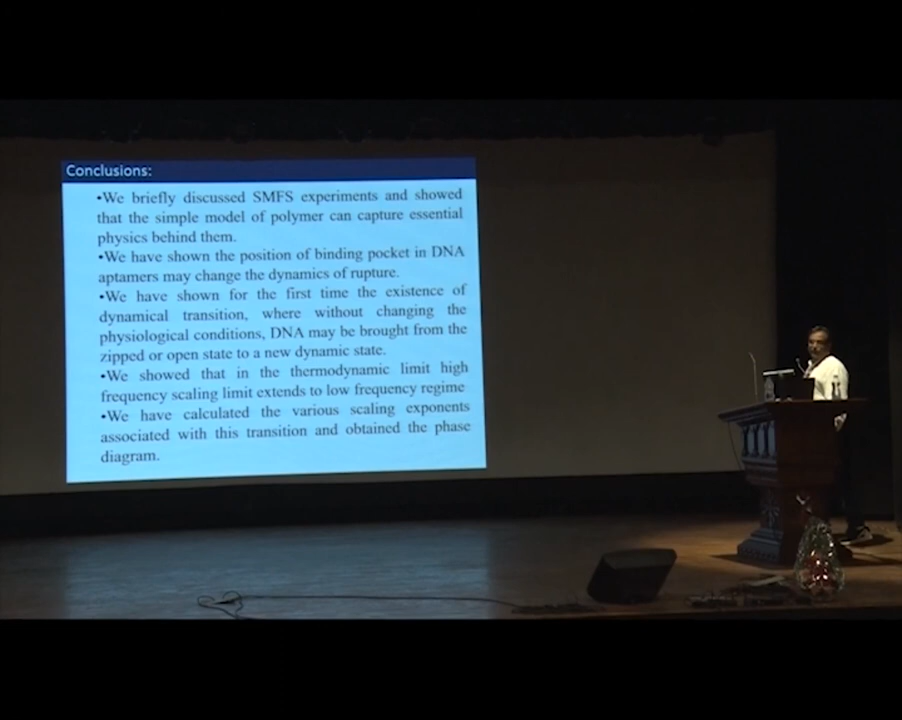 Conclusions:
•We briefly discussed SMFS experiments and showed
that the simple model of polymer can capture essential
physics behind them.
•We have shown the position of binding pocket in DNA
aptamers may change the dynamics of rupture.
•We have shown for the first time the existence of
dynamical transition, where without changing the
physiological conditions, DNA may be brought from the
zipped or open state to a new dynamic state.
•We showed that in the thermodynamic limit high
frequency scaling limit extends to low frequency regime
•We have calculated the various scaling exponents
associated with this transition and obtained the phase
diagram.